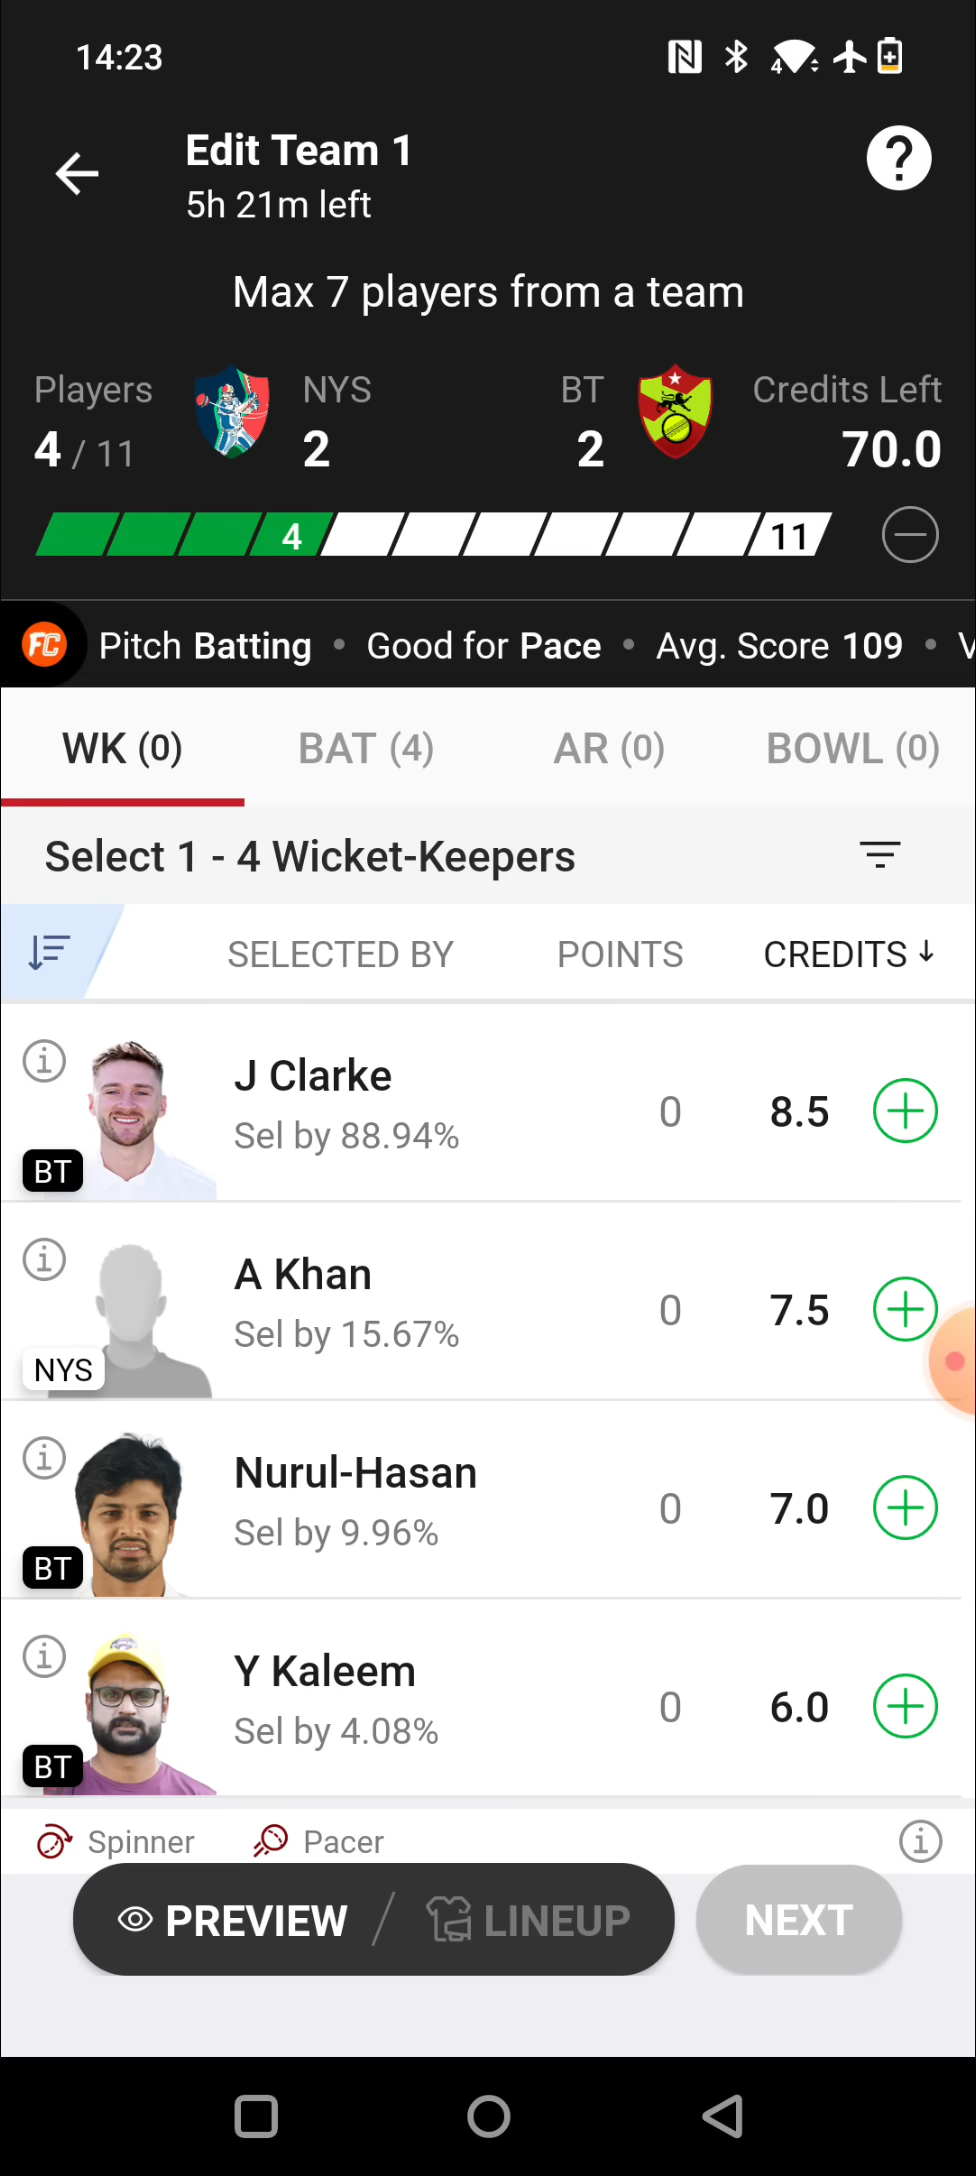 14:23
Edit Team 1
5h 21m left
Max 7 players from a team
Players
4 / 11
NYS
2
BT
2
Credits Left
70.0
4
11
FC Pitch Batting • Good for Pace • Avg. Score 109 • V
WK (0)
BAT (4)
AR (0)
BOWL (0)
Select 1 - 4 Wicket-Keepers
SELECTED BY
POINTS
CREDITS ↓
J Clarke
Sel by 88.94%
BT
0
8.5
A Khan
Sel by 15.67%
NYS
0
7.5
Nurul-Hasan
Sel by 9.96%
BT
0
7.0
Y Kaleem
Sel by 4.08%
BT
0
6.0
Spinner
Pacer
PREVIEW / LINEUP
NEXT